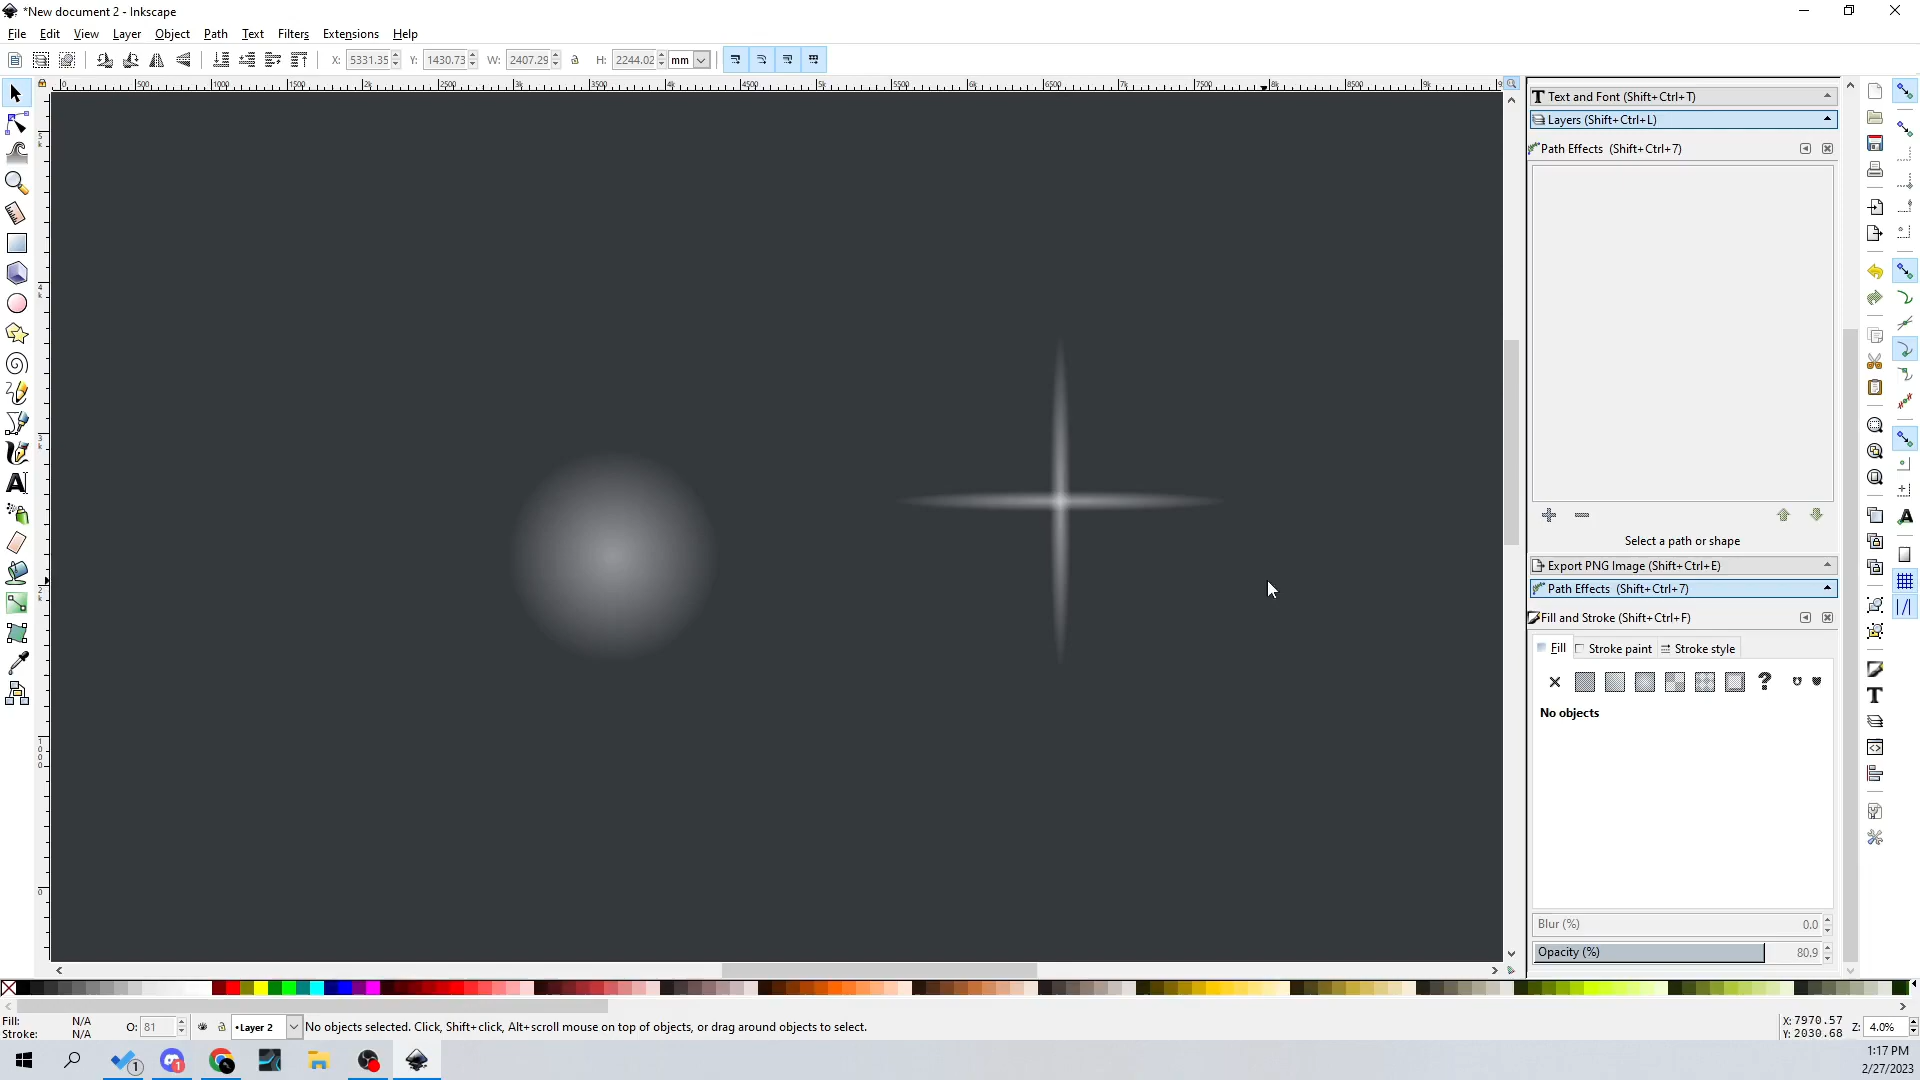 *New document 2 - Inkscape
File Edit View Layer Object Path Text Filters Extensions Help
X: 5331.35 Y: 1430.73 W: 2407.29 H: 2244.02 mm
Text and Font (Shift+Ctrl+T)
Layers (Shift+Ctrl+L)
Path Effects (Shift+Ctrl+7)
Select a path or shape
Export PNG Image (Shift+Ctrl+E)
Path Effects (Shift+Ctrl+7)
Fill and Stroke (Shift+Ctrl+F)
Fill Stroke paint Stroke style
No objects
Blur (%) 0.0
Opacity (%) 80.9
Fill: N/A
Stroke: N/A
O: 81
•Layer 2
No objects selected. Click, Shift+click, Alt+scroll mouse on top of objects, or drag around objects to select.
X: 7970.57
Y: 2030.68
Z: 4.0%
1:17 PM
2/27/2023